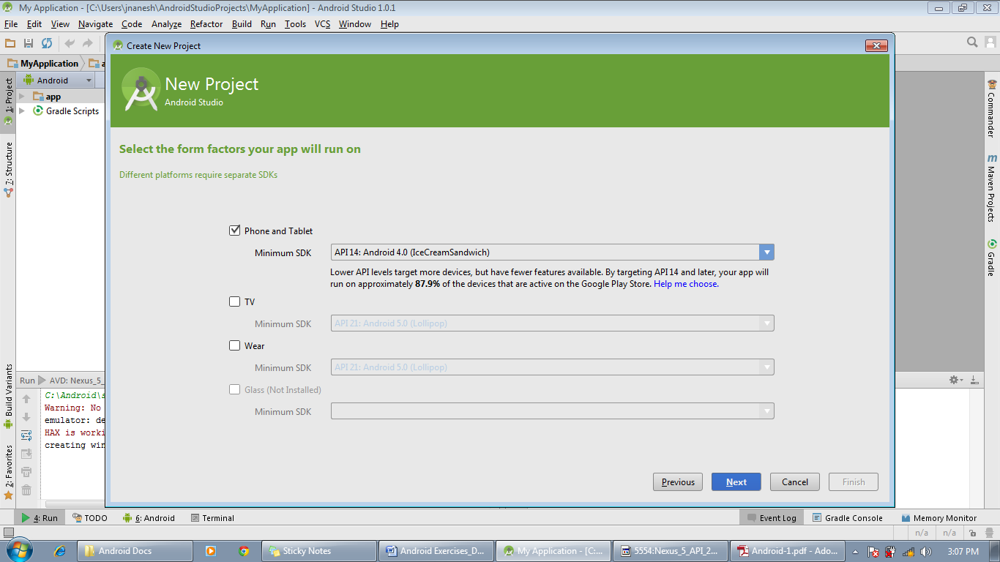 My Application - [C:\Users\jnanesh\AndroidStudioProjects\MyApplication] - Android Studio 1.0.1
File Edit View Navigate Code Analyze Refactor Build Run Tools VCS Window Help
MyApplication
Create New Project
New Project
Android Studio
1: Project
7: Structure
Build Variants
2: Favorites
Android
app
Gradle Scripts
Select the form factors your app will run on
Different platforms require separate SDKs
Phone and Tablet
Minimum SDK API 14: Android 4.0 (IceCreamSandwich)
Lower API levels target more devices, but have fewer features available. By targeting API 14 and later, your app will
run on approximately 87.9% of the devices that are active on the Google Play Store. Help me choose.
TV
Minimum SDK API 21: Android 5.0 (Lollipop)
Wear
Minimum SDK API 21: Android 5.0 (Lollipop)
Glass (Not Installed)
Minimum SDK
Previous Next Cancel Finish
Commander
m Maven Projects
Gradle
Run AVD: Nexus_5_
C:\Android\s
Warning: No
emulator: de
HAX is worki
creating win
4: Run TODO 6: Android Terminal Event Log Gradle Console Memory Monitor
n/a n/a
Android Docs Sticky Notes Android Exercises_D... My Application - [C:... 5554:Nexus_5_API_2... Android-1.pdf - Ado... 3:07 PM